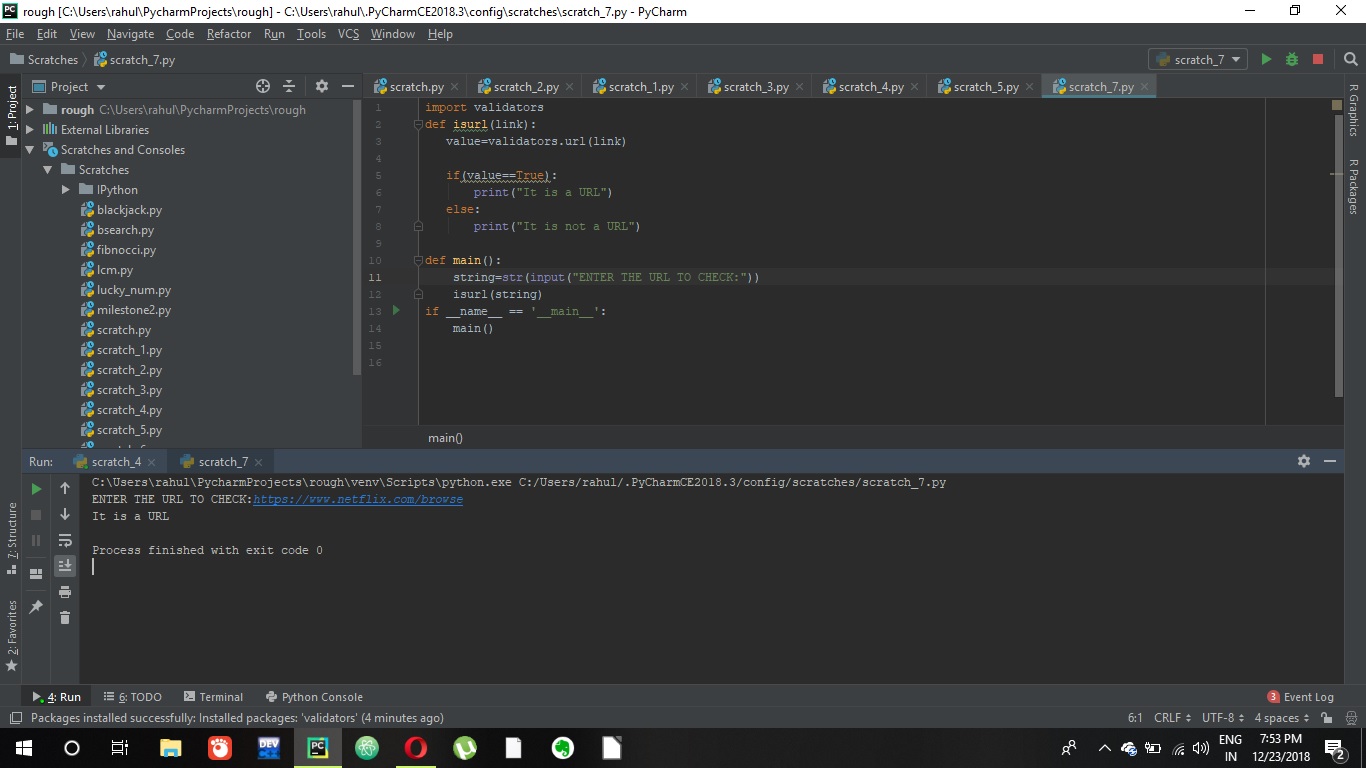 rough [C:\Users\rahul\PycharmProjects\rough] - C:\Users\rahul\.PyCharmCE2018.3\config\scratches\scratch_7.py - PyCharm
File Edit View Navigate Code Refactor Run Tools VCS Window Help
Scratches scratch_7.py
scratch_7
1: Project
Project
scratch.py scratch_2.py scratch_1.py scratch_3.py scratch_4.py scratch_5.py scratch_7.py
rough C:\Users\rahul\PycharmProjects\rough
External Libraries
Scratches and Consoles
Scratches
IPython
blackjack.py
bsearch.py
fibnocci.py
lcm.py
lucky_num.py
milestone2.py
scratch.py
scratch_1.py
scratch_2.py
scratch_3.py
scratch_4.py
scratch_5.py
1 import validators
2 def isurl(link):
3 value=validators.url(link)
4
5 if(value==True):
6 print("It is a URL")
7 else:
8 print("It is not a URL")
9
10 def main():
11 string=str(input("ENTER THE URL TO CHECK:"))
12 isurl(string)
13 if __name__ == '__main__':
14 main()
15
16
main()
R Graphics
R Packages
Run: scratch_4 scratch_7
C:\Users\rahul\PycharmProjects\rough\venv\Scripts\python.exe C:/Users/rahul/.PyCharmCE2018.3/config/scratches/scratch_7.py
ENTER THE URL TO CHECK:https://www.netflix.com/browse
It is a URL
Process finished with exit code 0
7: Structure
2: Favorites
4: Run 6: TODO Terminal Python Console 3 Event Log
Packages installed successfully: Installed packages: 'validators' (4 minutes ago) 6:1 CRLF UTF-8 4 spaces
DEV C++
PC
ENG
IN
7:53 PM
12/23/2018
2